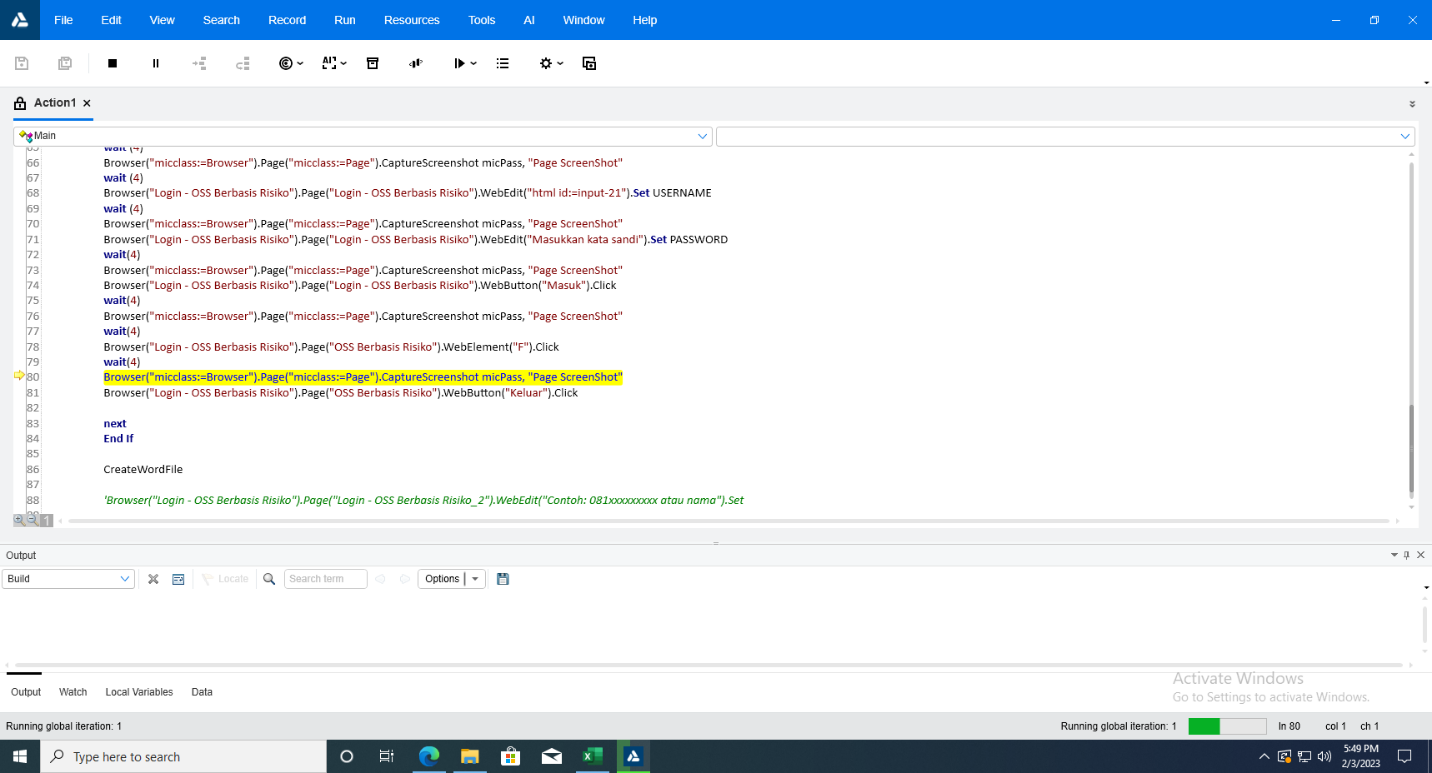 File Edit View Search Record Run Resources Tools AI Window Help
Action1
Main
65 wait (4)
66 Browser("micclass:=Browser").Page("micclass:=Page").CaptureScreenshot micPass, "Page ScreenShot"
67 wait (4)
68 Browser("Login - OSS Berbasis Risiko").Page("Login - OSS Berbasis Risiko").WebEdit("html id:=input-21").Set USERNAME
69 wait (4)
70 Browser("micclass:=Browser").Page("micclass:=Page").CaptureScreenshot micPass, "Page ScreenShot"
71 Browser("Login - OSS Berbasis Risiko").Page("Login - OSS Berbasis Risiko").WebEdit("Masukkan kata sandi").Set PASSWORD
72 wait(4)
73 Browser("micclass:=Browser").Page("micclass:=Page").CaptureScreenshot micPass, "Page ScreenShot"
74 Browser("Login - OSS Berbasis Risiko").Page("Login - OSS Berbasis Risiko").WebButton("Masuk").Click
75 wait(4)
76 Browser("micclass:=Browser").Page("micclass:=Page").CaptureScreenshot micPass, "Page ScreenShot"
77 wait(4)
78 Browser("Login - OSS Berbasis Risiko").Page("OSS Berbasis Risiko").WebElement("F").Click
79 wait(4)
80 Browser("micclass:=Browser").Page("micclass:=Page").CaptureScreenshot micPass, "Page ScreenShot"
81 Browser("Login - OSS Berbasis Risiko").Page("OSS Berbasis Risiko").WebButton("Keluar").Click
82
83 next
84 End If
85
86 CreateWordFile
87
88 'Browser("Login - OSS Berbasis Risiko").Page("Login - OSS Berbasis Risiko_2").WebEdit("Contoh: 081xxxxxxxxx atau nama").Set
89
1
Output
Build Locate Search term Options
Output Watch Local Variables Data
Activate Windows
Go to Settings to activate Windows.
Running global iteration: 1 Running global iteration: 1 ln 80 col 1 ch 1
Type here to search
5:49 PM
2/3/2023